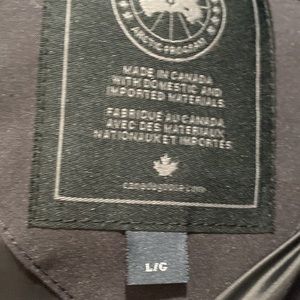 ARCTIC PROGRAM
MADE IN CANADA
WITH DOMESTIC AND
IMPORTED MATERIALS.
FABRIQUÉ AU CANADA
AVEC DES MATÉRIAUX
NATIONAUX ET IMPORTÉS.
canadagoose.com
L/G